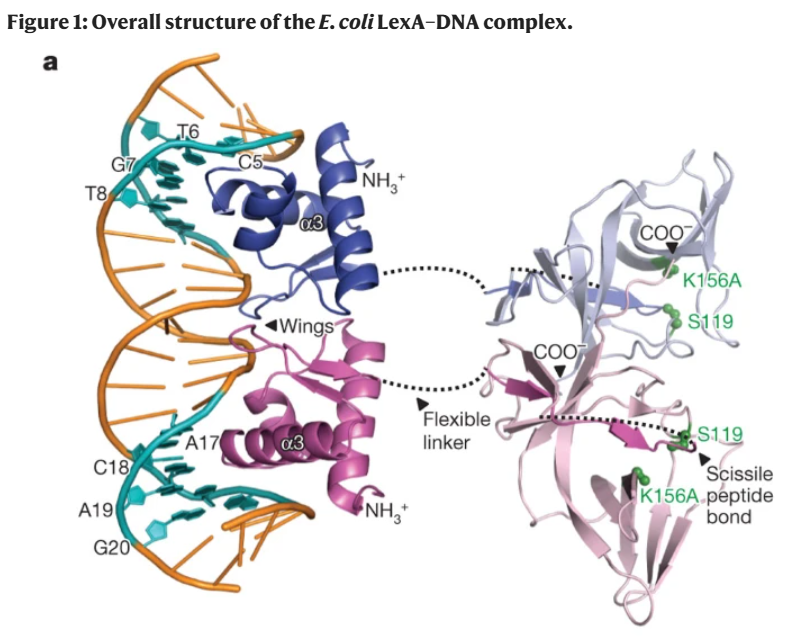 Figure 1: Overall structure of the E. coli LexA–DNA complex.
a
T6
C5
G7
T8
NH₃⁺
α3
COO⁻
K156A
S119
Wings
COO⁻
Flexible
linker
A17
α3
S119
C18
Scissile
peptide
bond
K156A
A19
NH₃⁺
G20